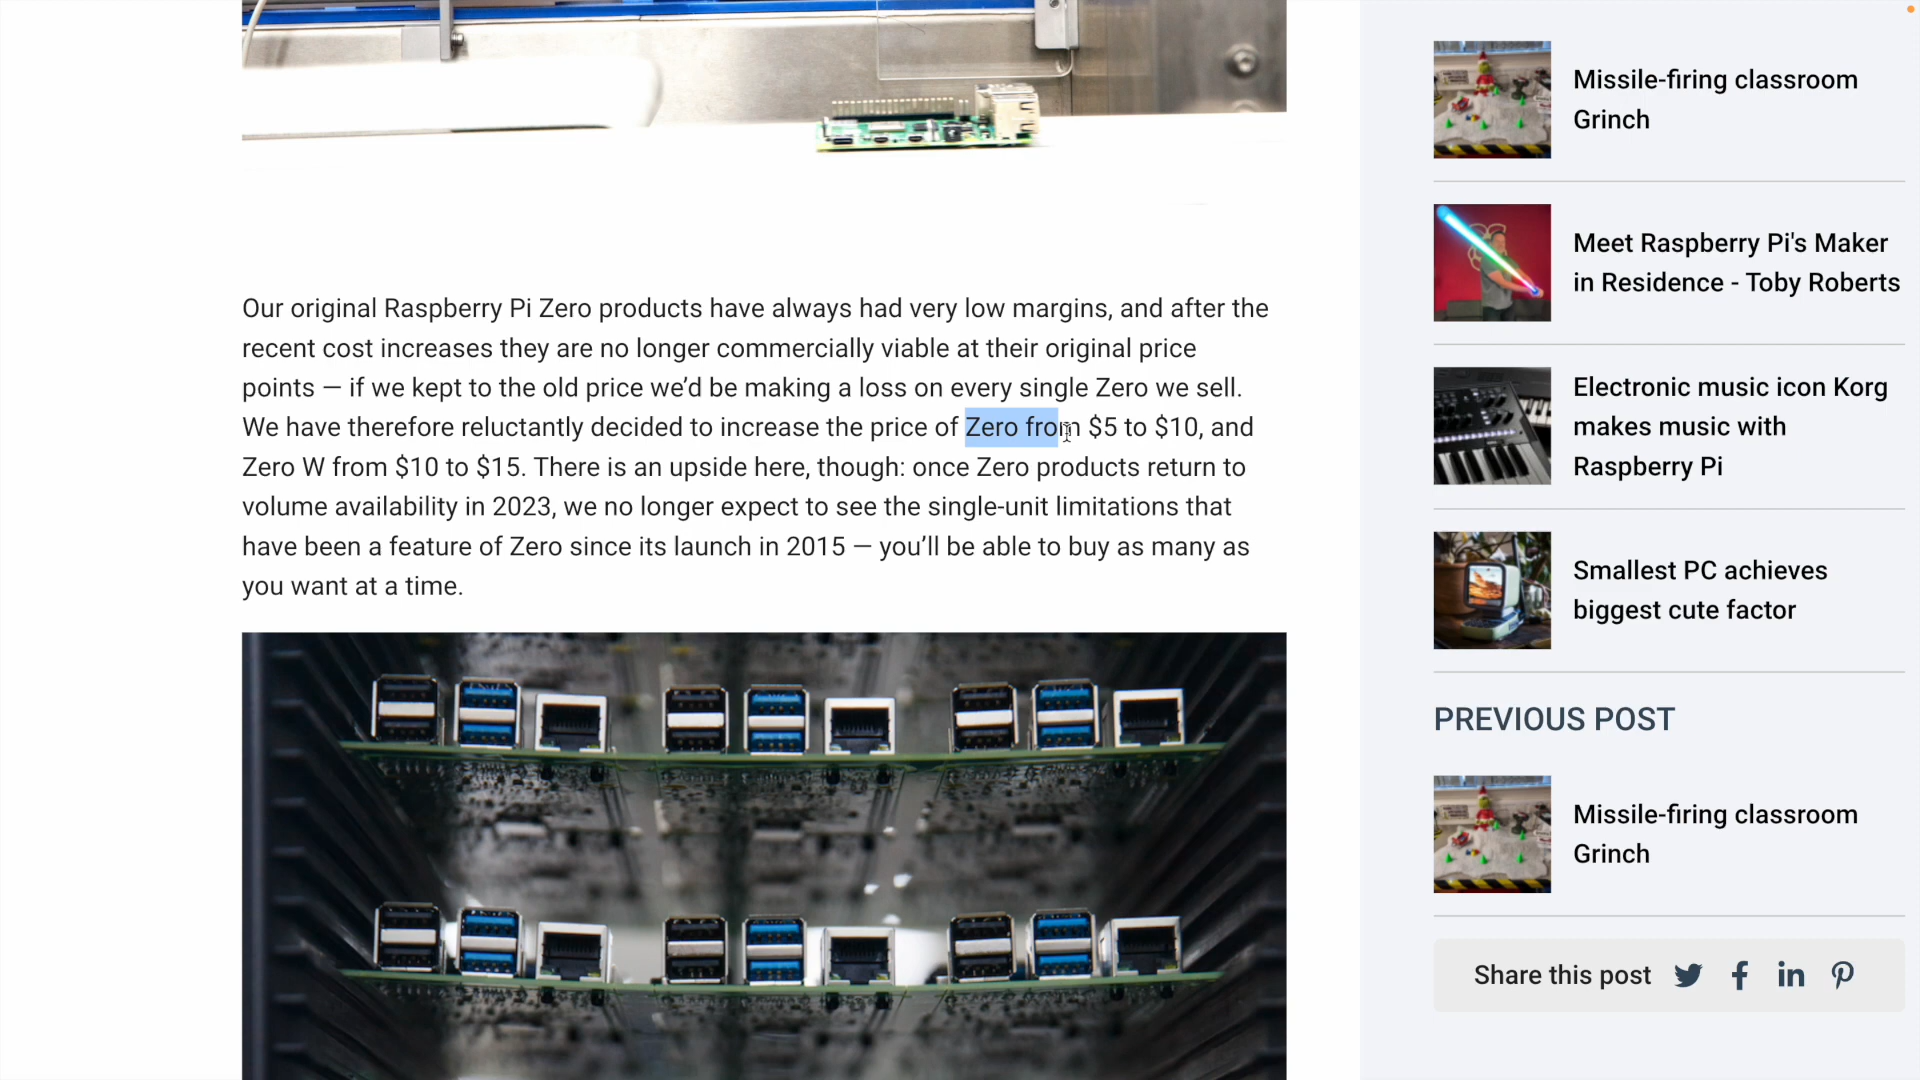 Our original Raspberry Pi Zero products have always had very low margins, and after the
recent cost increases they are no longer commercially viable at their original price
points — if we kept to the old price we’d be making a loss on every single Zero we sell.
We have therefore reluctantly decided to increase the price of Zero from $5 to $10, and
Zero W from $10 to $15. There is an upside here, though: once Zero products return to
volume availability in 2023, we no longer expect to see the single-unit limitations that
have been a feature of Zero since its launch in 2015 — you’ll be able to buy as many as
you want at a time.
Missile-firing classroom
Grinch
Meet Raspberry Pi's Maker
in Residence - Toby Roberts
Electronic music icon Korg
makes music with
Raspberry Pi
Smallest PC achieves
biggest cute factor
PREVIOUS POST
Missile-firing classroom
Grinch
Share this post